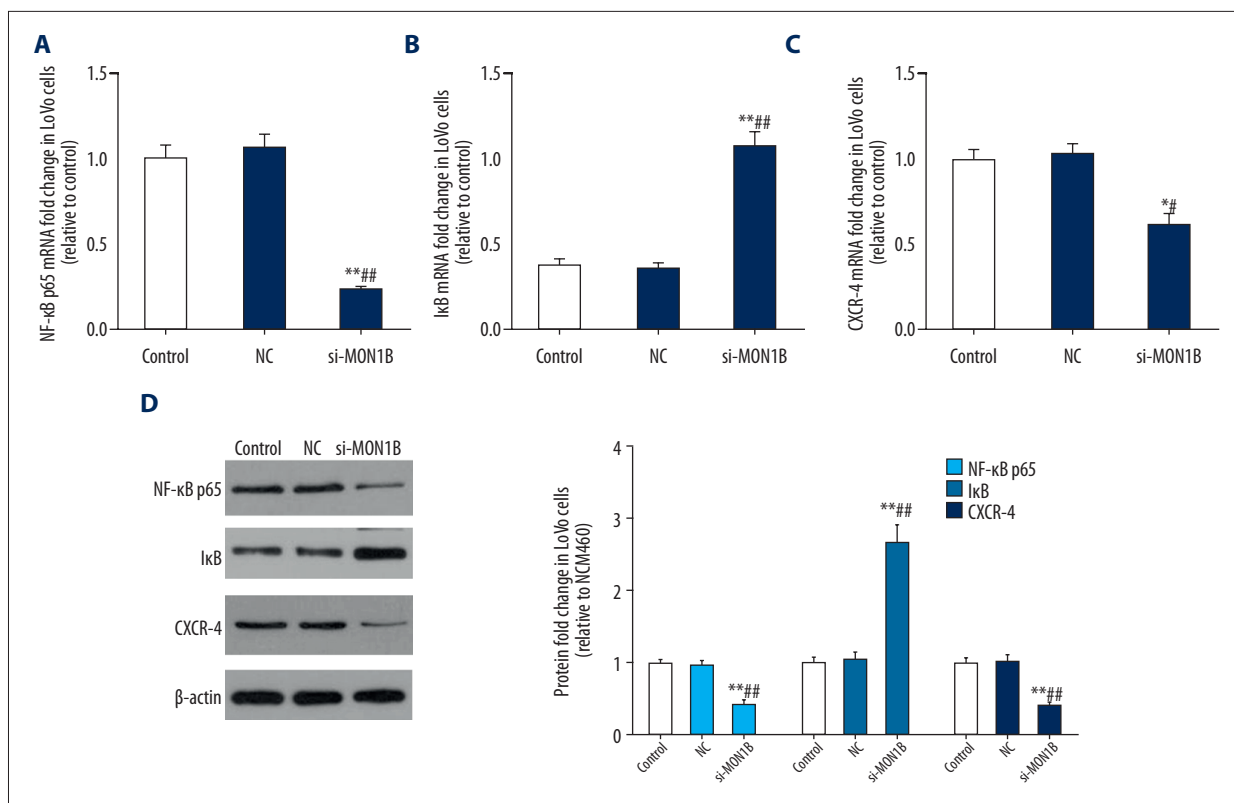 A
NF-κB p65 mRNA fold change in LoVo cells
(relative to control)
1.5
1.0
0.5
0.0
**##
Control NC si-MON1B
B
IκB mRNA fold change in LoVo cells
(relative to control)
1.5
1.0
0.5
0.0
**##
Control NC si-MON1B
C
CXCR-4 mRNA fold change in LoVo cells
(relative to control)
1.5
1.0
0.5
0.0
*#
Control NC si-MON1B
D
Control NC si-MON1B
NF-κB p65
IκB
CXCR-4
β-actin
Protein fold change in LoVo cells
(relative to NCM460)
4
3
2
1
0
NF-κB p65
IκB
CXCR-4
**##
**##
**##
Control NC si-MON1B Control NC si-MON1B Control NC si-MON1B